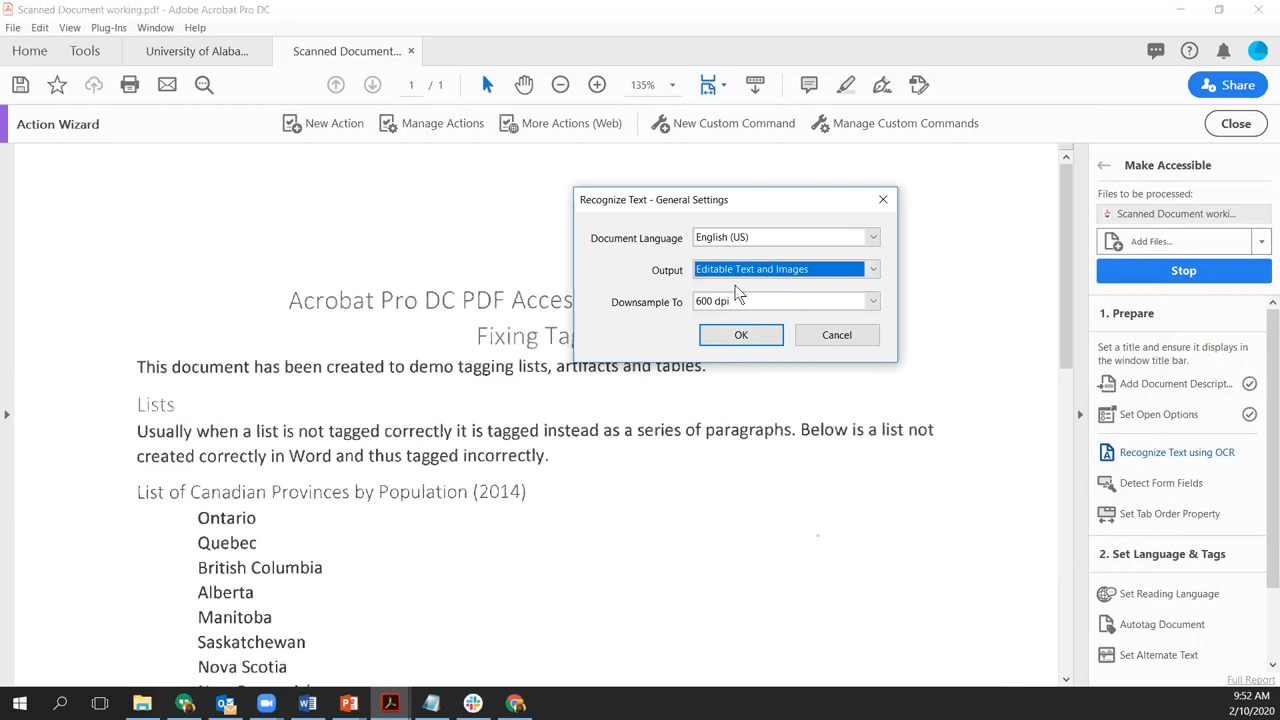 Scanned Document working.pdf - Adobe Acrobat Pro DC
File Edit View Plug-Ins Window Help
Home Tools University of Alaba... Scanned Document... ×
1 / 1 135% Share
Action Wizard New Action Manage Actions More Actions (Web) New Custom Command Manage Custom Commands Close
Recognize Text - General Settings
Document Language English (US)
Output Editable Text and Images
Downsample To 600 dpi
OK Cancel
Acrobat Pro DC PDF Acces
Fixing Tag
This document has been created to demo tagging lists, artifacts and tables.
Lists
Usually when a list is not tagged correctly it is tagged instead as a series of paragraphs. Below is a list not
created correctly in Word and thus tagged incorrectly.
List of Canadian Provinces by Population (2014)
Ontario
Quebec
British Columbia
Alberta
Manitoba
Saskatchewan
Nova Scotia
Make Accessible
Files to be processed:
Scanned Document worki...
Add Files...
Stop
1. Prepare
Set a title and ensure it displays in
the window title bar.
Add Document Descript...
Set Open Options
Recognize Text using OCR
Detect Form Fields
Set Tab Order Property
2. Set Language & Tags
Set Reading Language
Autotag Document
Set Alternate Text
Full Report
9:52 AM
2/10/2020